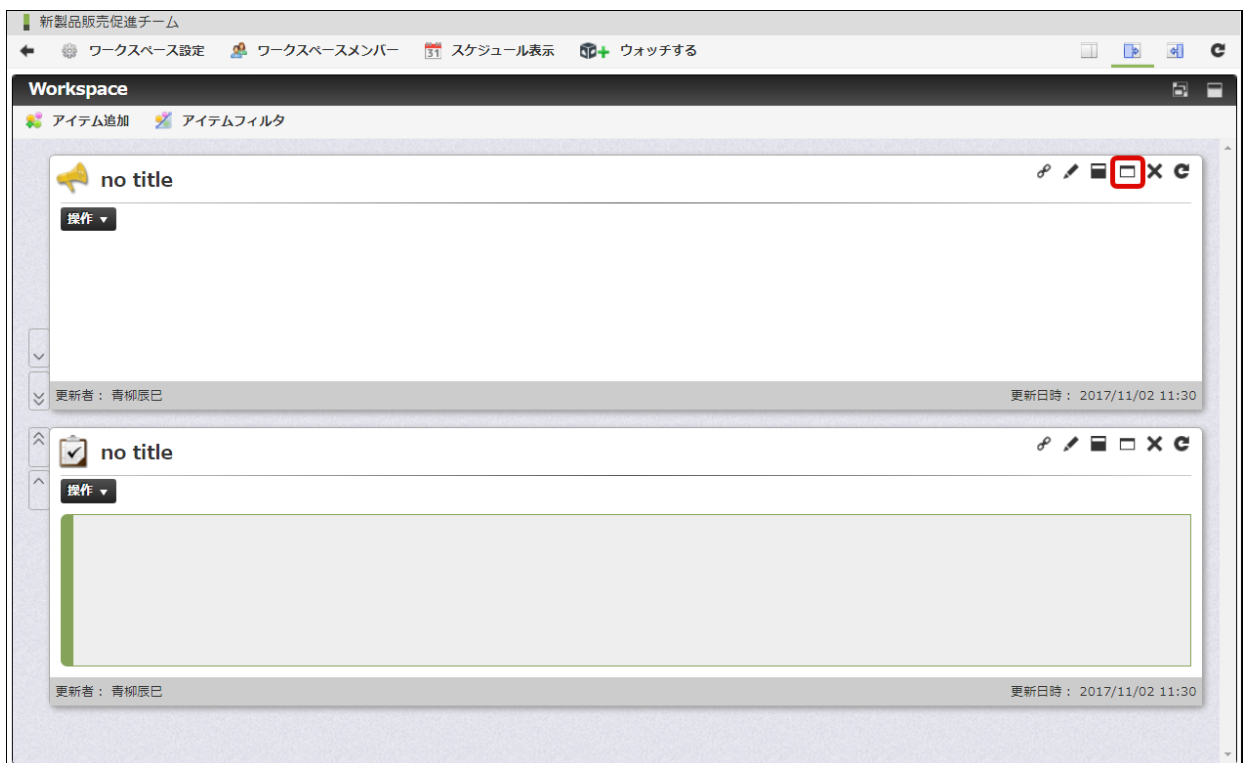 新製品販売促進チーム
ワークスペース設定 ワークスペースメンバー 31 スケジュール表示 ウォッチする
Workspace
アイテム追加 アイテムフィルタ
no title
操作
更新者： 青柳辰巳 更新日時： 2017/11/02 11:30
no title
操作
更新者： 青柳辰巳 更新日時： 2017/11/02 11:30